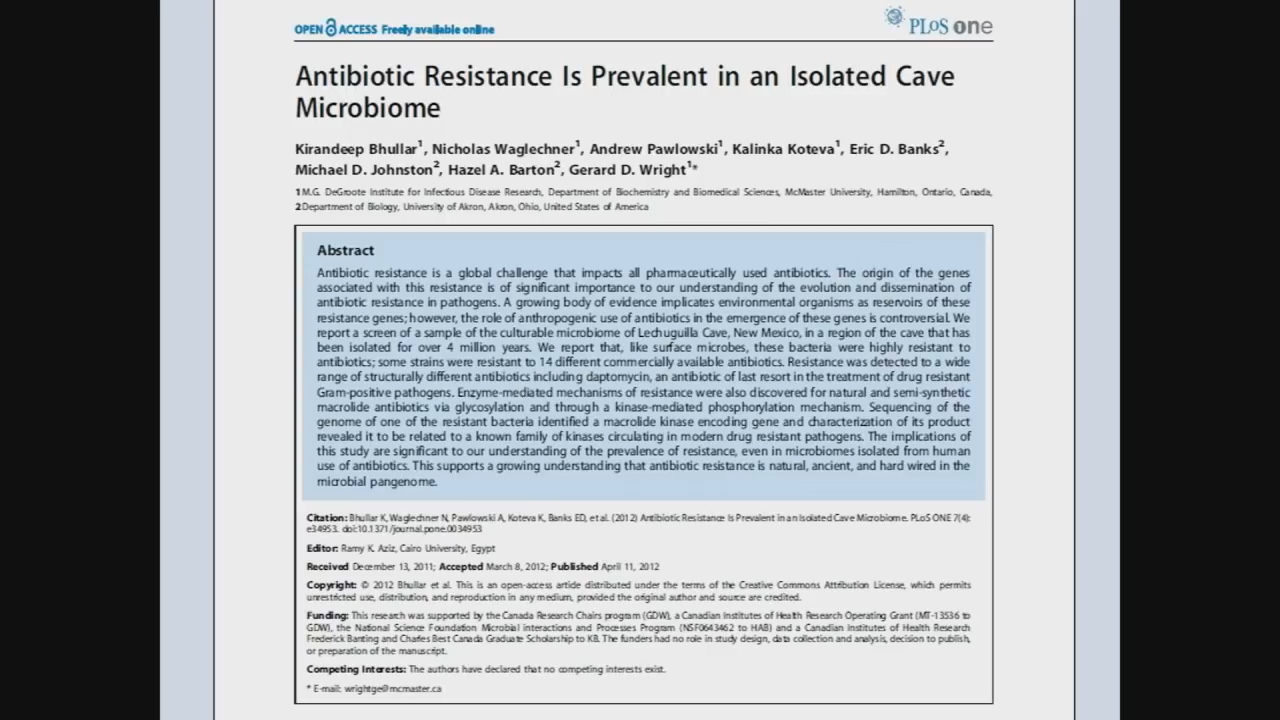 OPEN ACCESS Freely available online
PLoS one
Antibiotic Resistance Is Prevalent in an Isolated Cave
Microbiome
Kirandeep Bhullar1, Nicholas Waglechner1, Andrew Pawlowski1, Kalinka Koteva1, Eric D. Banks2,
Michael D. Johnston2, Hazel A. Barton2, Gerard D. Wright1*
1 M.G. DeGroote Institute for Infectious Disease Research, Department of Biochemistry and Biomedical Sciences, McMaster University, Hamilton, Ontario, Canada,
2 Department of Biology, University of Akron, Akron, Ohio, United States of America
Abstract
Antibiotic resistance is a global challenge that impacts all pharmaceutically used antibiotics. The origin of the genes
associated with this resistance is of significant importance to our understanding of the evolution and dissemination of
antibiotic resistance in pathogens. A growing body of evidence implicates environmental organisms as reservoirs of these
resistance genes; however, the role of anthropogenic use of antibiotics in the emergence of these genes is controversial. We
report a screen of a sample of the culturable microbiome of Lechuguilla Cave, New Mexico, in a region of the cave that has
been isolated for over 4 million years. We report that, like surface microbes, these bacteria were highly resistant to
antibiotics; some strains were resistant to 14 different commercially available antibiotics. Resistance was detected to a wide
range of structurally different antibiotics including daptomycin, an antibiotic of last resort in the treatment of drug resistant
Gram-positive pathogens. Enzyme-mediated mechanisms of resistance were also discovered for natural and semi-synthetic
macrolide antibiotics via glycosylation and through a kinase-mediated phosphorylation mechanism. Sequencing of the
genome of one of the resistant bacteria identified a macrolide kinase encoding gene and characterization of its product
revealed it to be related to a known family of kinases circulating in modern drug resistant pathogens. The implications of
this study are significant to our understanding of the prevalence of resistance, even in microbiomes isolated from human
use of antibiotics. This supports a growing understanding that antibiotic resistance is natural, ancient, and hard wired in the
microbial pangenome.
Citation: Bhullar K, Waglechner N, Pawlowski A, Koteva K, Banks ED, et al. (2012) Antibiotic Resistance Is Prevalent in an Isolated Cave Microbiome. PLoS ONE 7(4):
e34953. doi:10.1371/journal.pone.0034953
Editor: Ramy K. Aziz, Cairo University, Egypt
Received December 13, 2011; Accepted March 8, 2012; Published April 11, 2012
Copyright: © 2012 Bhullar et al. This is an open-access article distributed under the terms of the Creative Commons Attribution License, which permits
unrestricted use, distribution, and reproduction in any medium, provided the original author and source are credited.
Funding: This research was supported by the Canada Research Chairs program (GDW), a Canadian Institutes of Health Research Operating Grant (MT-13536 to
GDW), the National Science Foundation Microbial Interactions and Processes Program (NSF0643462 to HAB) and a Canadian Institutes of Health Research
Frederick Banting and Charles Best Canada Graduate Scholarship to KB. The funders had no role in study design, data collection and analysis, decision to publish,
or preparation of the manuscript.
Competing Interests: The authors have declared that no competing interests exist.
* E-mail: wrightge@mcmaster.ca